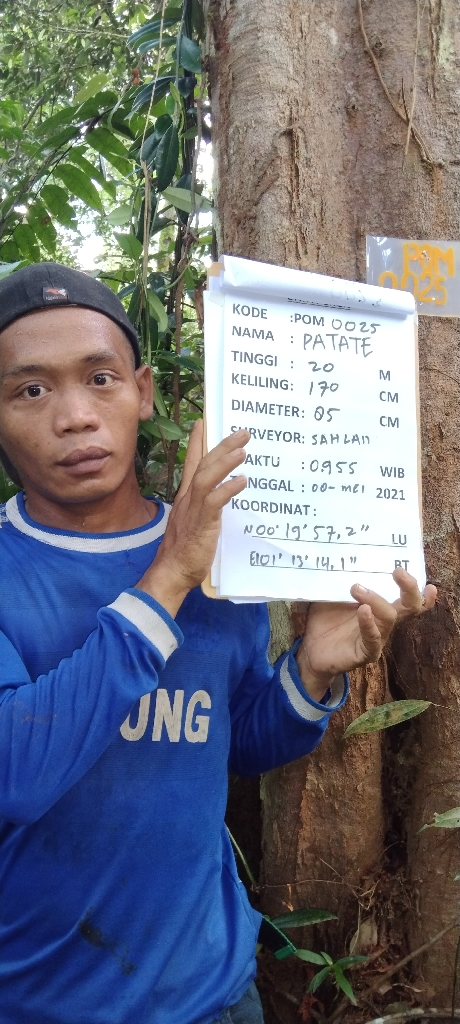 POM
0025
KODE : POM 0025
NAMA : PATATE
TINGGI : 20 M
KELILING: 170 CM
DIAMETER: 05 CM
SURVEYOR: SAHLAN
WAKTU : 0955 WIB
TANGGAL : 00-MEI 2021
KOORDINAT :
N00° 19' 57,2" LU
E101° 13' 14,1" BT
UNG